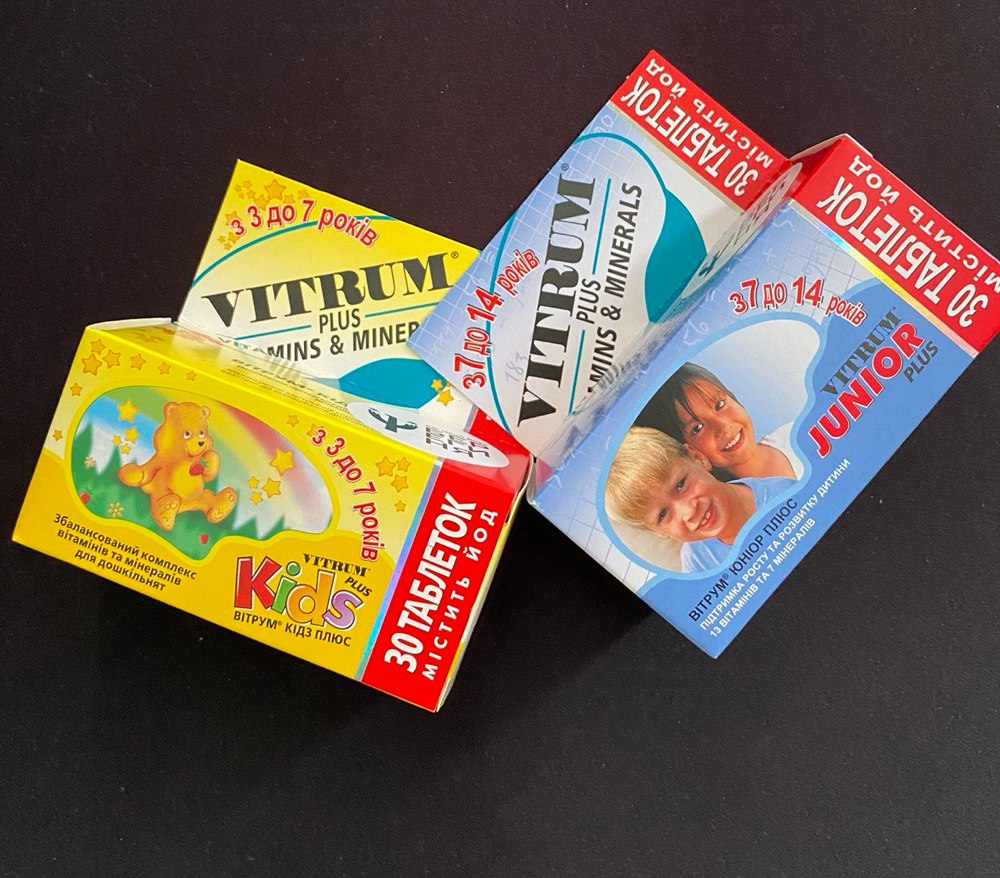 З 3 до 7 років
VITRUM®
PLUS
VITAMINS & MINER
З 3 до 7 років
Збалансований комплекс
вітамінів та мінералів
для дошкільнят
VITRUM
PLUS
Kids
ВІТРУМ® КІДЗ ПЛЮС
30 ТАБЛЕТОК
МІСТИТЬ ЙОД
30 ТАБЛЕТОК
МІСТИТЬ ЙОД
З 7 до 14 років
VITRUM®
PLUS
AMINS & MINERALS
30 ТАБЛЕТОК
МІСТИТЬ ЙОД
З 7 до 14 років
VITRUM®
JUNIOR
PLUS
ВІТРУМ® ЮНІОР ПЛЮС
ПІДТРИМКА РОСТУ ТА РОЗВИТКУ ДИТИНИ
13 ВІТАМІНІВ ТА 7 МІНЕРАЛІВ